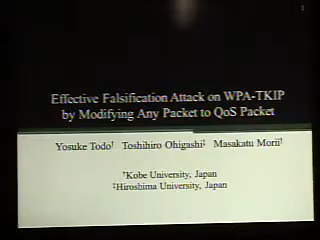 Effective Falsification Attack on WPA-TKIP
by Modifying Any Packet to QoS Packet
Yosuke Todo† Toshihiro Ohigashi‡ Masakatu Morii†
†Kobe University, Japan
‡Hiroshima University, Japan